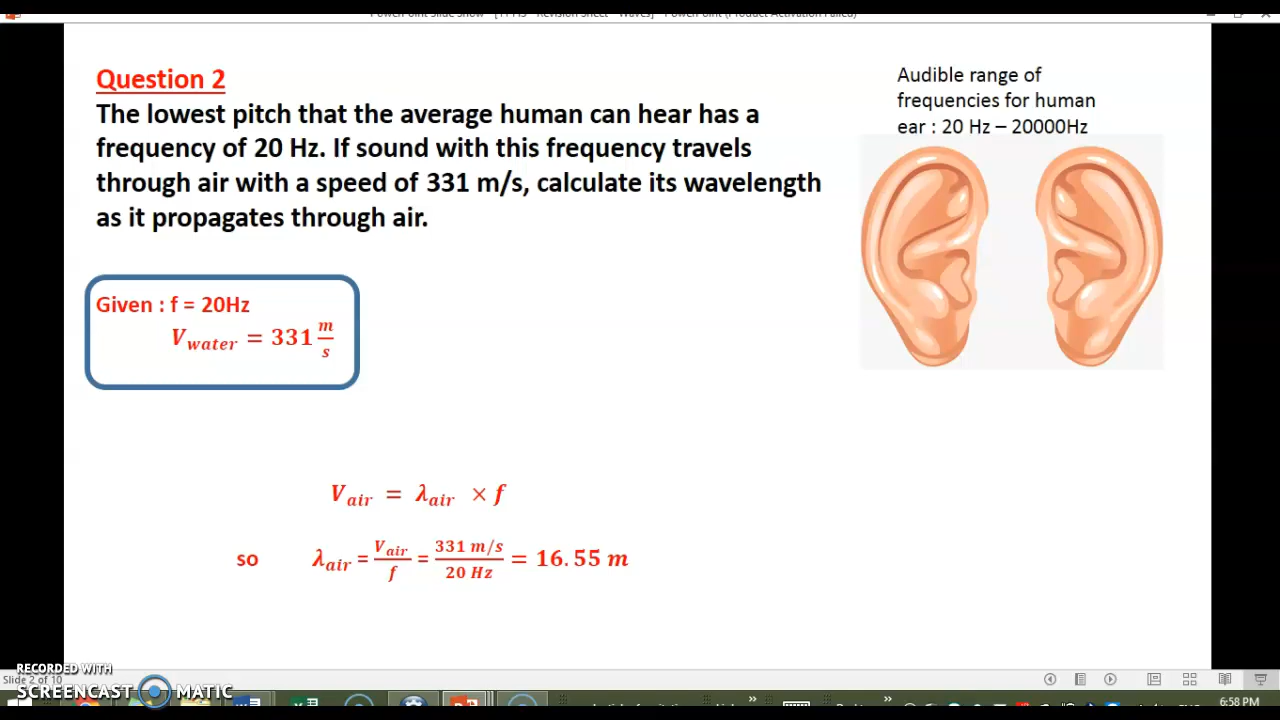 Question 2
The lowest pitch that the average human can hear has a
frequency of 20 Hz. If sound with this frequency travels
through air with a speed of 331 m/s, calculate its wavelength
as it propagates through air.
Audible range of
frequencies for human
ear : 20 Hz – 20000Hz
Given : f = 20Hz
V_water = 331 m/s
V_air = λ_air × f
so λ_air = V_air/f = 331 m/s / 20 Hz = 16.55 m
RECORDED WITH
SCREENCAST MATIC
Slide 2 of 10
6:58 PM